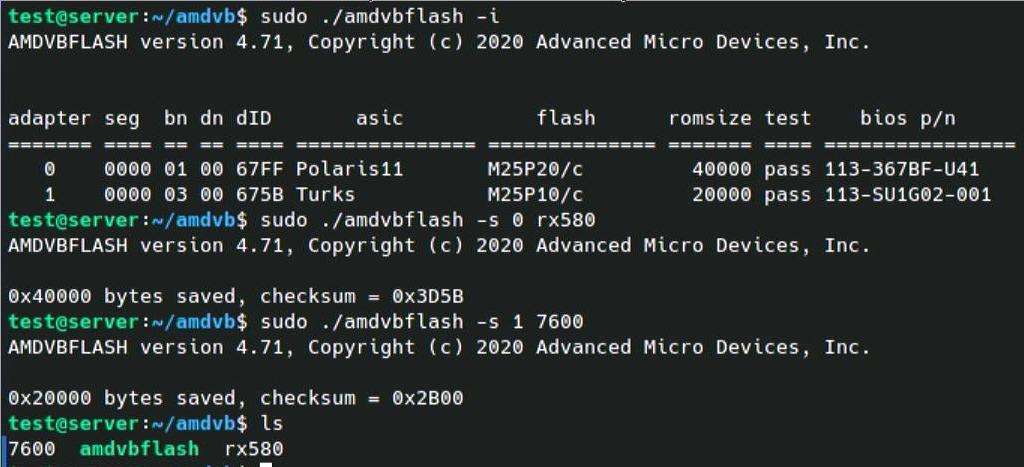 test@server:~/amdvb$ sudo ./amdvbflash -i
AMDVBFLASH version 4.71, Copyright (c) 2020 Advanced Micro Devices, Inc.
adapter seg  bn dn dID       asic           flash      romsize test    bios p/n
======= ==== == == ==== =============== ============== ======= ==== ================
   0    0000 01 00 67FF Polaris11       M25P20/c         40000 pass 113-367BF-U41
   1    0000 03 00 675B Turks           M25P10/c         20000 pass 113-SU1G02-001
test@server:~/amdvb$ sudo ./amdvbflash -s 0 rx580
AMDVBFLASH version 4.71, Copyright (c) 2020 Advanced Micro Devices, Inc.
0x40000 bytes saved, checksum = 0x3D5B
test@server:~/amdvb$ sudo ./amdvbflash -s 1 7600
AMDVBFLASH version 4.71, Copyright (c) 2020 Advanced Micro Devices, Inc.
0x20000 bytes saved, checksum = 0x2B00
test@server:~/amdvb$ ls
7600  amdvbflash  rx580